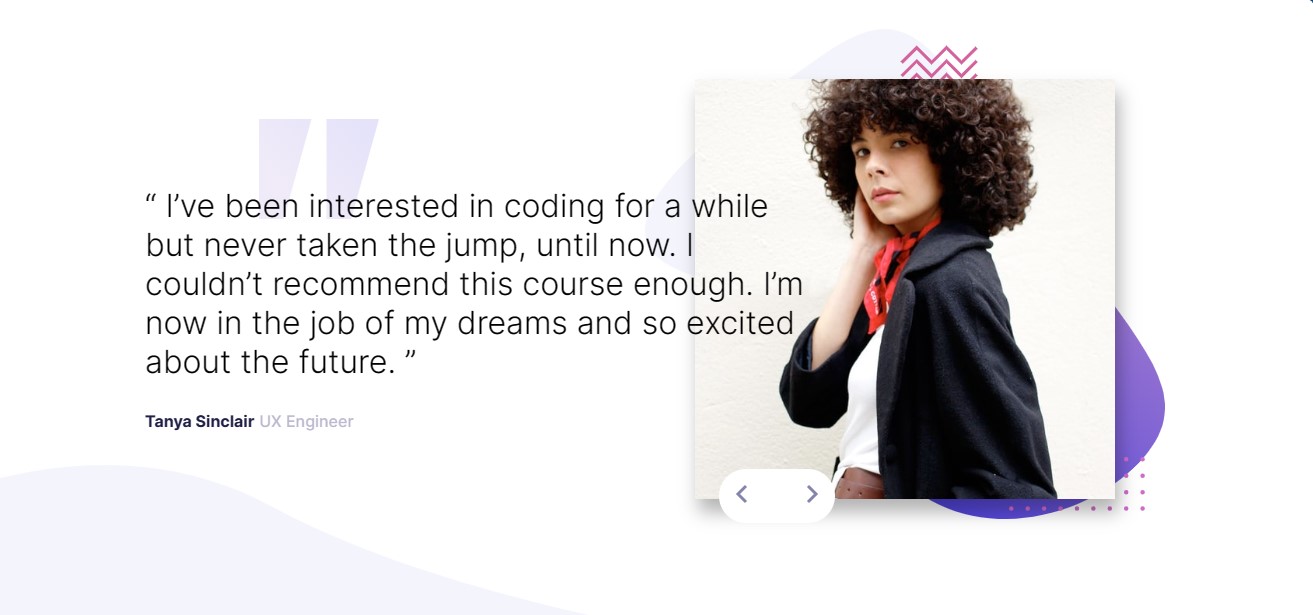 “ I’ve been interested in coding for a while
but never taken the jump, until now. I
couldn’t recommend this course enough. I’m
now in the job of my dreams and so excited
about the future. ”
Tanya Sinclair UX Engineer